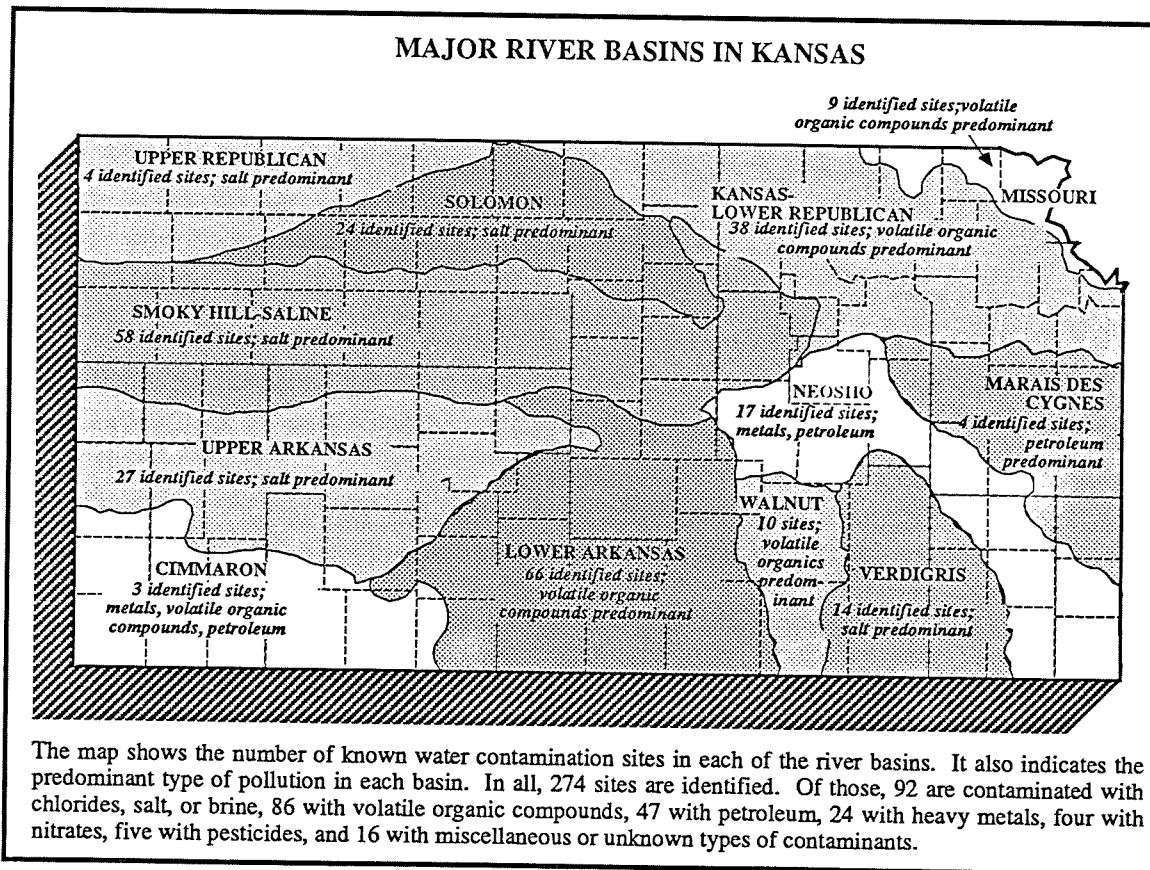 MAJOR RIVER BASINS IN KANSAS
9 identified sites;volatile
organic compounds predominant
UPPER REPUBLICAN
4 identified sites; salt predominant
SOLOMON
24 identified sites; salt predominant
KANSAS-
LOWER REPUBLICAN
38 identified sites; volatile organic
compounds predominant
MISSOURI
SMOKY HILL-SALINE
58 identified sites; salt predominant
NEOSHO
17 identified sites;
metals, petroleum
MARAIS DES
CYGNES
4 identified sites;
petroleum
predominant
UPPER ARKANSAS
27 identified sites; salt predominant
WALNUT
10 sites;
volatile
organics
predom-
inant
LOWER ARKANSAS
66 identified sites;
volatile organic
compounds predominant
CIMMARON
3 identified sites;
metals, volatile organic
compounds, petroleum
VERDIGRIS
14 identified sites;
salt predominant
The map shows the number of known water contamination sites in each of the river basins. It also indicates the
predominant type of pollution in each basin. In all, 274 sites are identified. Of those, 92 are contaminated with
chlorides, salt, or brine, 86 with volatile organic compounds, 47 with petroleum, 24 with heavy metals, four with
nitrates, five with pesticides, and 16 with miscellaneous or unknown types of contaminants.